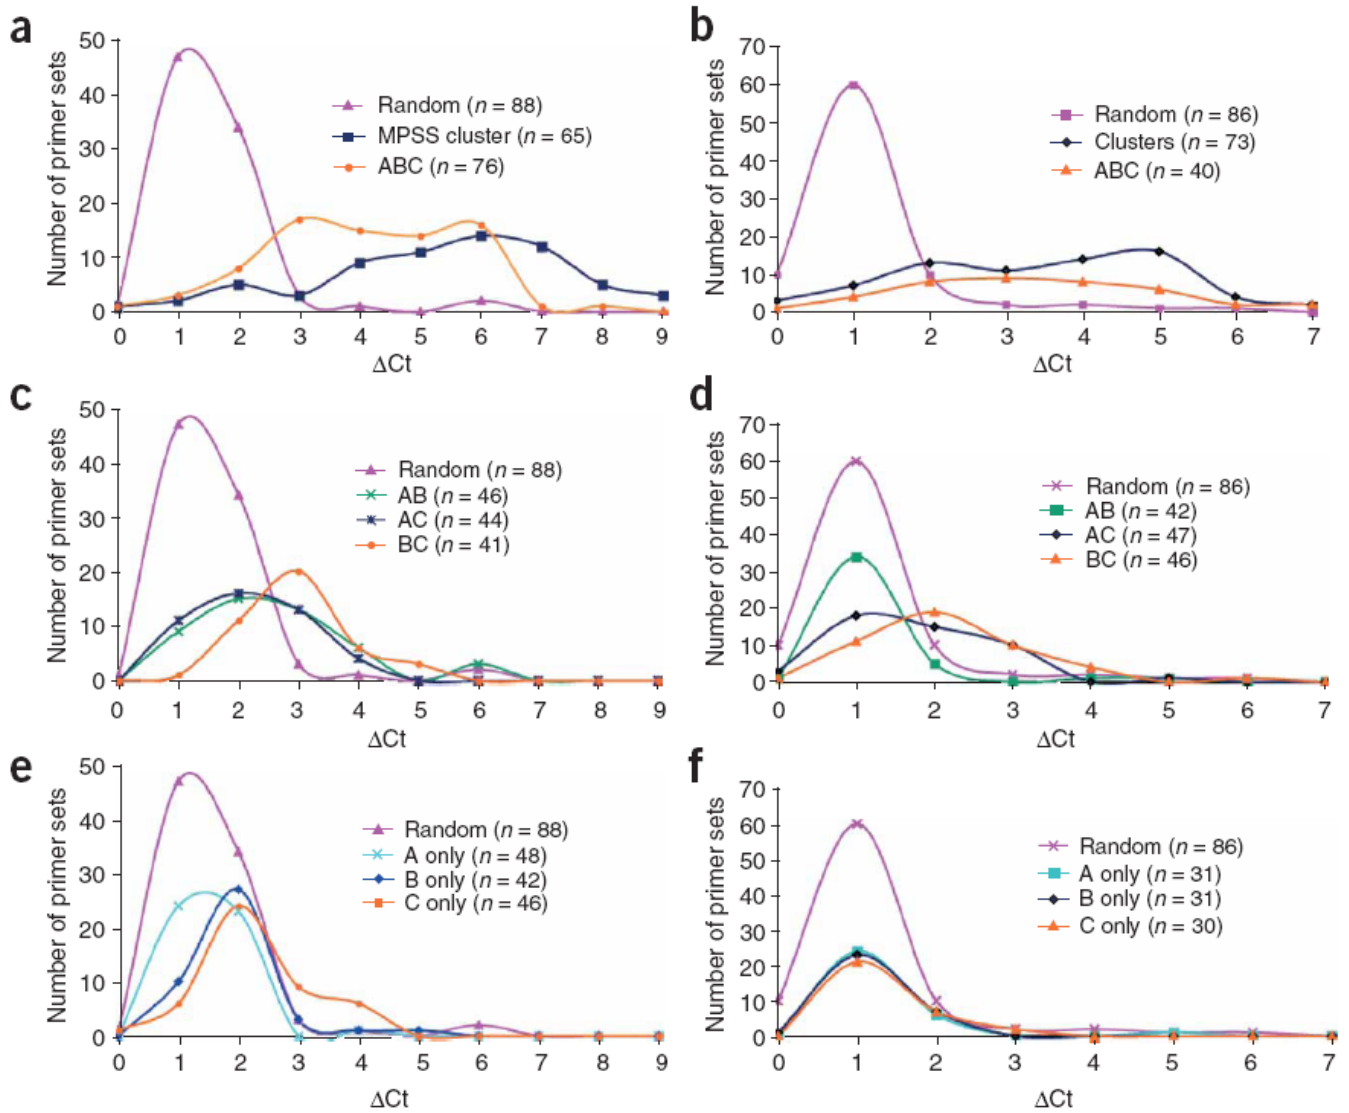 a
Number of primer sets
50
40
30
20
10
0
0 1 2 3 4 5 6 7 8 9
ΔCt
Random (n = 88)
MPSS cluster (n = 65)
ABC (n = 76)
b
Number of primer sets
70
60
50
40
30
20
10
0
0 1 2 3 4 5 6 7
ΔCt
Random (n = 86)
Clusters (n = 73)
ABC (n = 40)
c
Number of primer sets
50
40
30
20
10
0
0 1 2 3 4 5 6 7 8 9
ΔCt
Random (n = 88)
AB (n = 46)
AC (n = 44)
BC (n = 41)
d
Number of primer sets
70
60
50
40
30
20
10
0
0 1 2 3 4 5 6 7
ΔCt
Random (n = 86)
AB (n = 42)
AC (n = 47)
BC (n = 46)
e
Number of primer sets
50
40
30
20
10
0
0 1 2 3 4 5 6 7 8 9
ΔCt
Random (n = 88)
A only (n = 48)
B only (n = 42)
C only (n = 46)
f
Number of primer sets
70
60
50
40
30
20
10
0
0 1 2 3 4 5 6 7
ΔCt
Random (n = 86)
A only (n = 31)
B only (n = 31)
C only (n = 30)